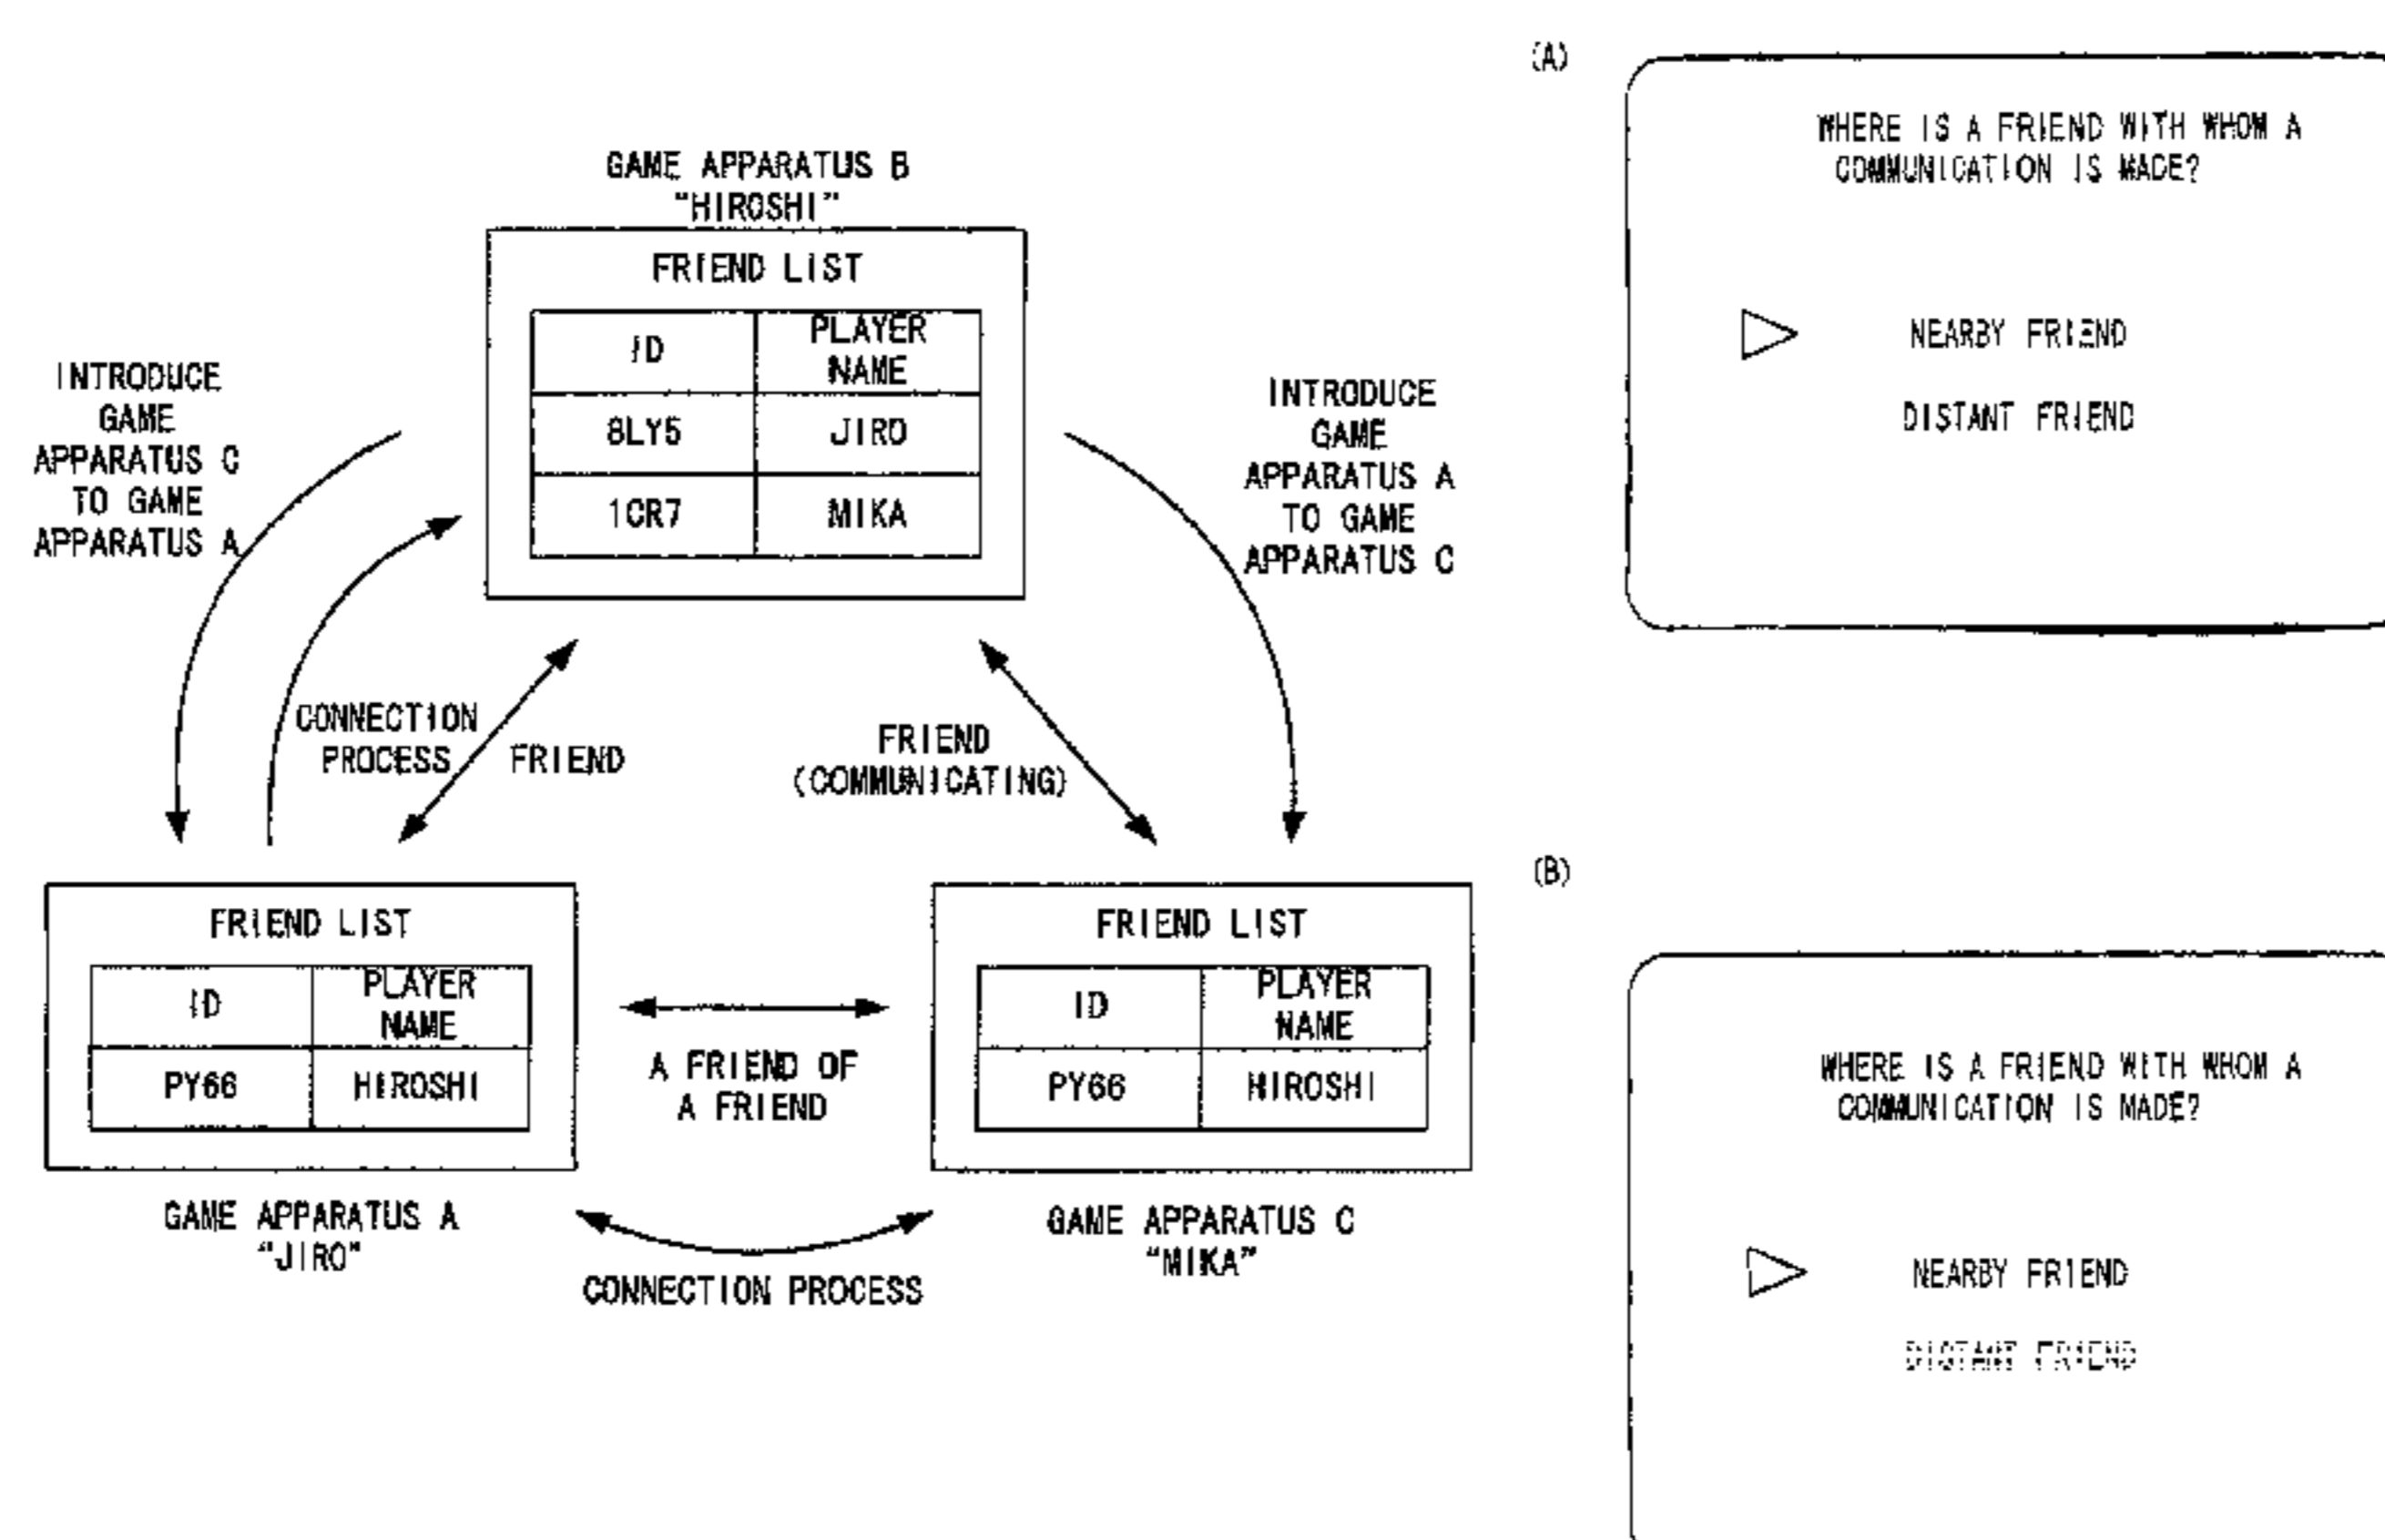 GAME APPARATUS B
"HIROSHI"
FRIEND LIST
ID
PLAYER
NAME
8LY5
JIRO
1CR7
MIKA
INTRODUCE
GAME
APPARATUS C
TO GAME
APPARATUS A
INTRODUCE
GAME
APPARATUS A
TO GAME
APPARATUS C
CONNECTION
PROCESS
FRIEND
FRIEND
(COMMUNICATING)
FRIEND LIST
ID
PLAYER
NAME
PY66
HIROSHI
GAME APPARATUS A
"JIRO"
A FRIEND OF
A FRIEND
CONNECTION PROCESS
FRIEND LIST
ID
PLAYER
NAME
PY66
HIROSHI
GAME APPARATUS C
"MIKA"
(A)
WHERE IS A FRIEND WITH WHOM A
COMMUNICATION IS MADE?
NEARBY FRIEND
DISTANT FRIEND
(B)
WHERE IS A FRIEND WITH WHOM A
COMMUNICATION IS MADE?
NEARBY FRIEND
DISTANT FRIEND